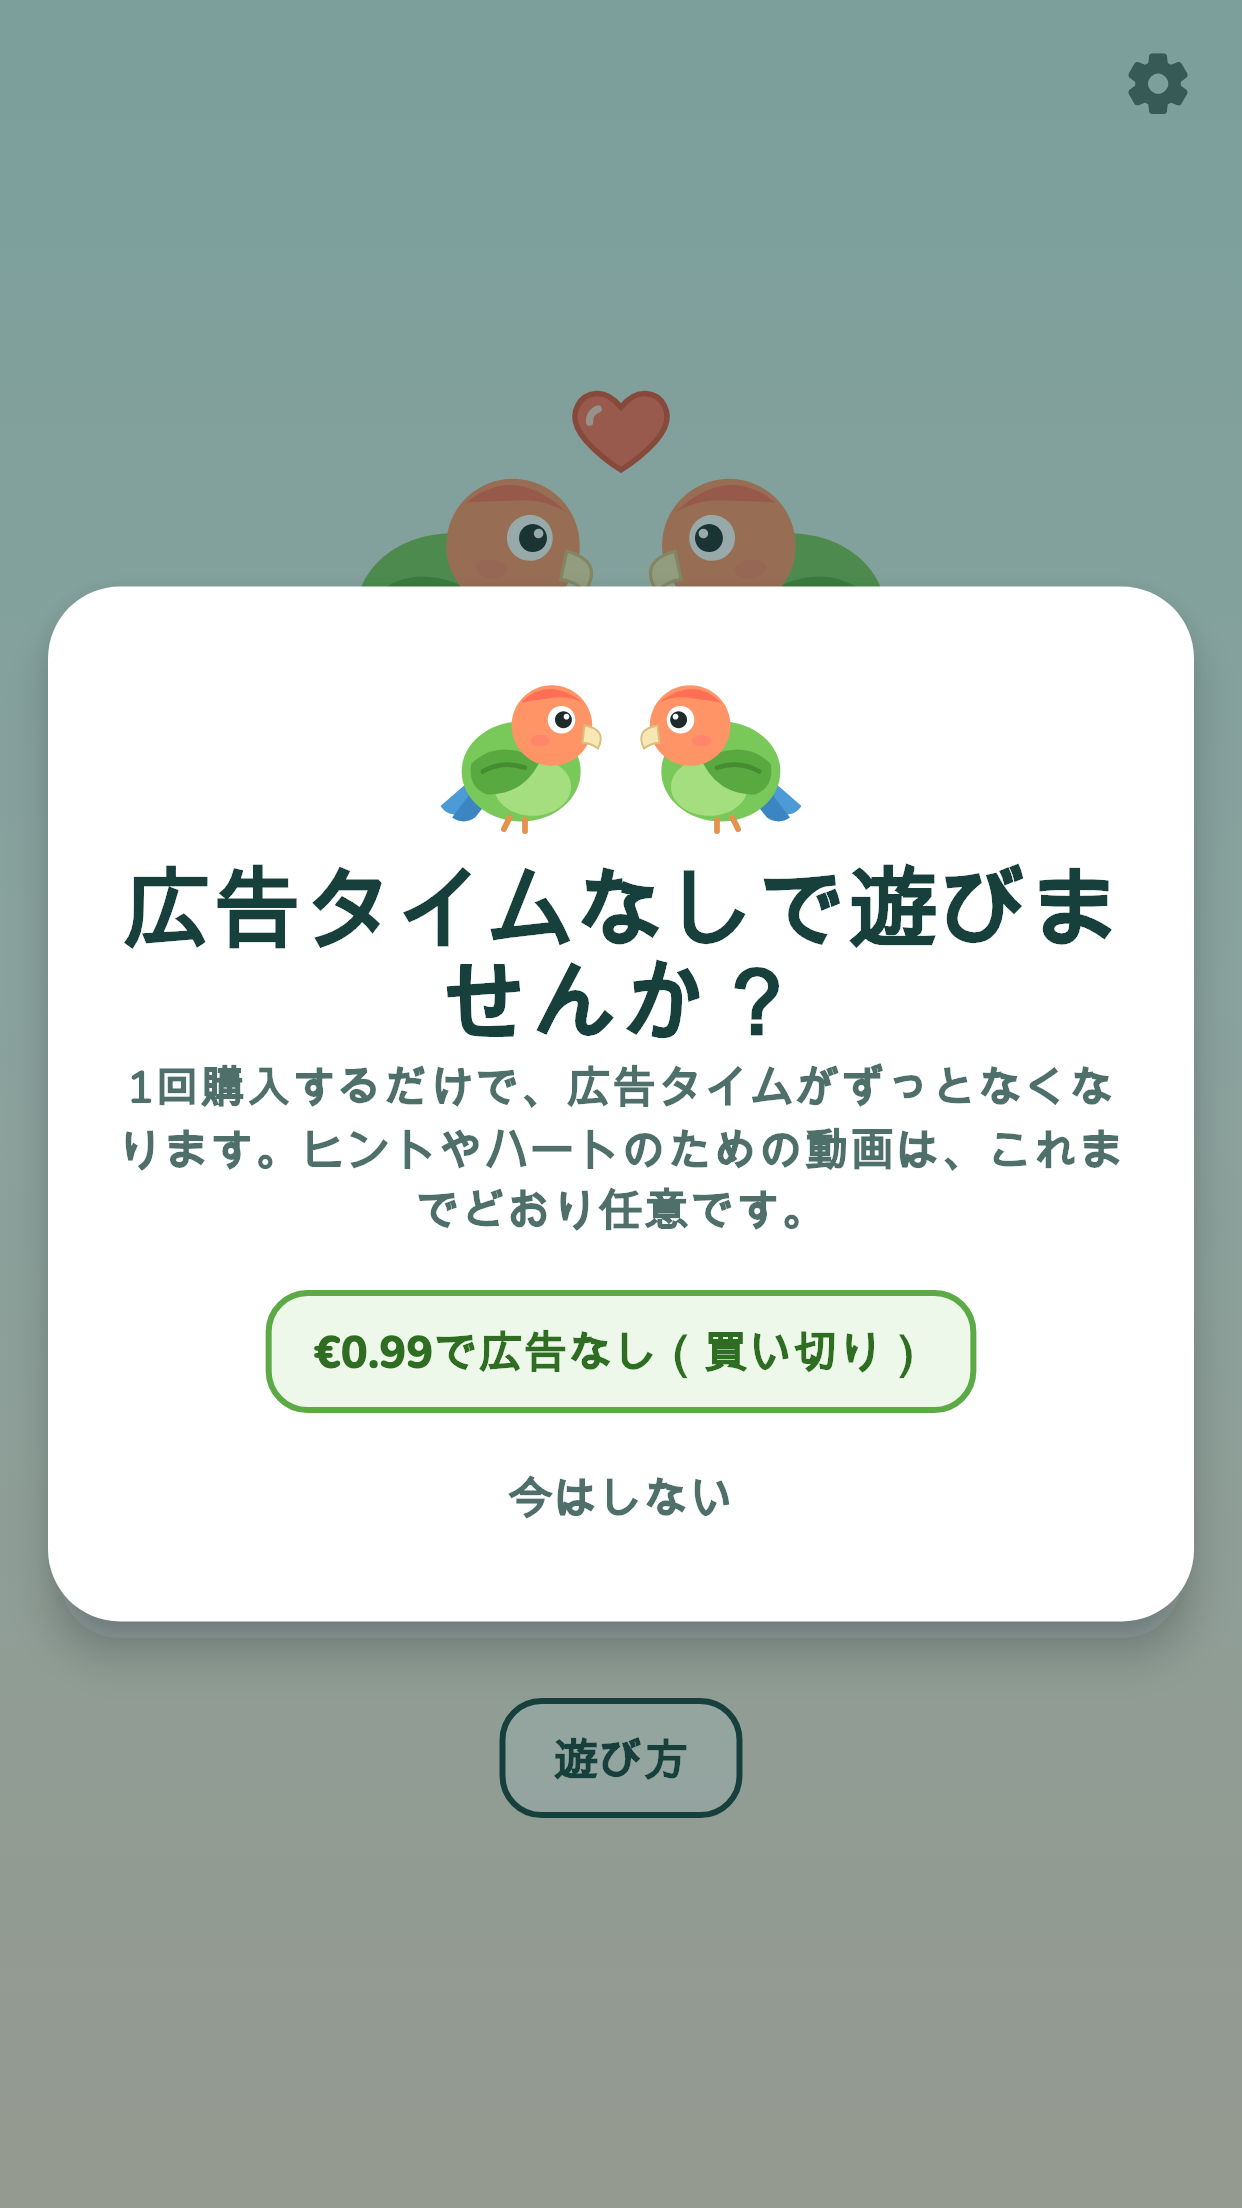 広告タイムなしで遊びま
せんか？
1回購入するだけで、広告タイムがずっとなくな
ります。ヒントやハートのための動画は、これま
でどおり任意です。
€0.99で広告なし（買い切り）
今はしない
遊び方